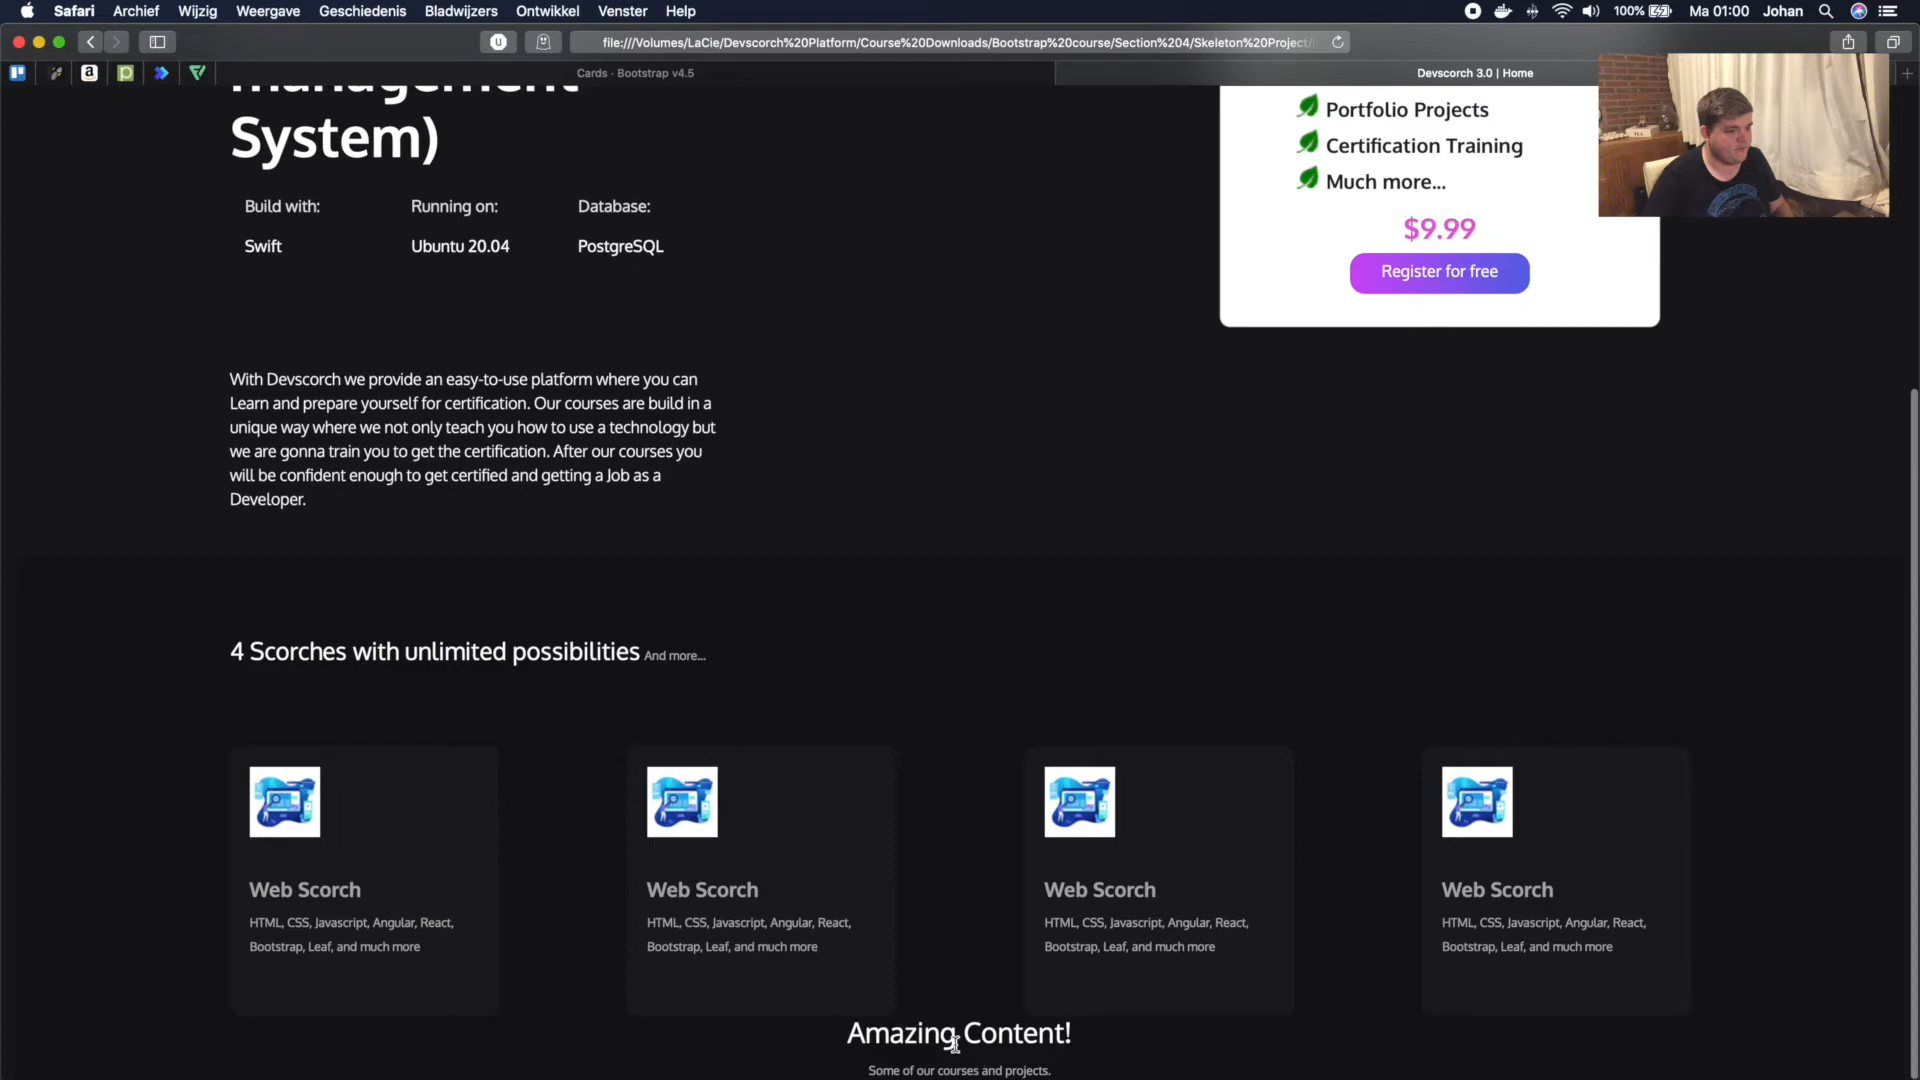 Safari Archief Wijzig Weergave Geschiedenis Bladwijzers Ontwikkel Venster Help 100% Ma 01:00 Johan
file:///Volumes/LaCie/Devscorch%20Platform/Course%20Downloads/Bootstrap%20course/Section%204/Skeleton%20Project/
Cards · Bootstrap v4.5 Devscorch 3.0 | Home
management
System)
Build with: Running on: Database:
Swift Ubuntu 20.04 PostgreSQL
Portfolio Projects
Certification Training
Much more...
$9.99
Register for free
With Devscorch we provide an easy-to-use platform where you can
Learn and prepare yourself for certification. Our courses are build in a
unique way where we not only teach you how to use a technology but
we are gonna train you to get the certification. After our courses you
will be confident enough to get certified and getting a Job as a
Developer.
4 Scorches with unlimited possibilities And more...
Web Scorch
HTML, CSS, Javascript, Angular, React,
Bootstrap, Leaf, and much more
Web Scorch
HTML, CSS, Javascript, Angular, React,
Bootstrap, Leaf, and much more
Web Scorch
HTML, CSS, Javascript, Angular, React,
Bootstrap, Leaf, and much more
Web Scorch
HTML, CSS, Javascript, Angular, React,
Bootstrap, Leaf, and much more
Amazing Content!
Some of our courses and projects.